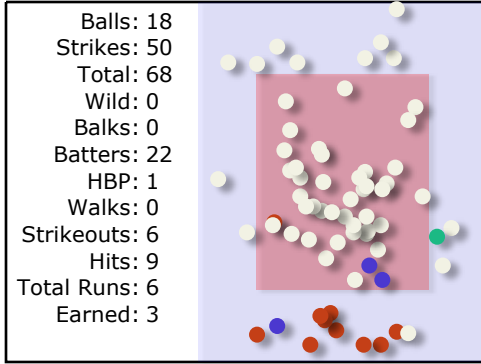 Balls: 18
Strikes: 50
Total: 68
Wild: 0
Balks: 0
Batters: 22
HBP: 1
Walks: 0
Strikeouts: 6
Hits: 9
Total Runs: 6
Earned: 3